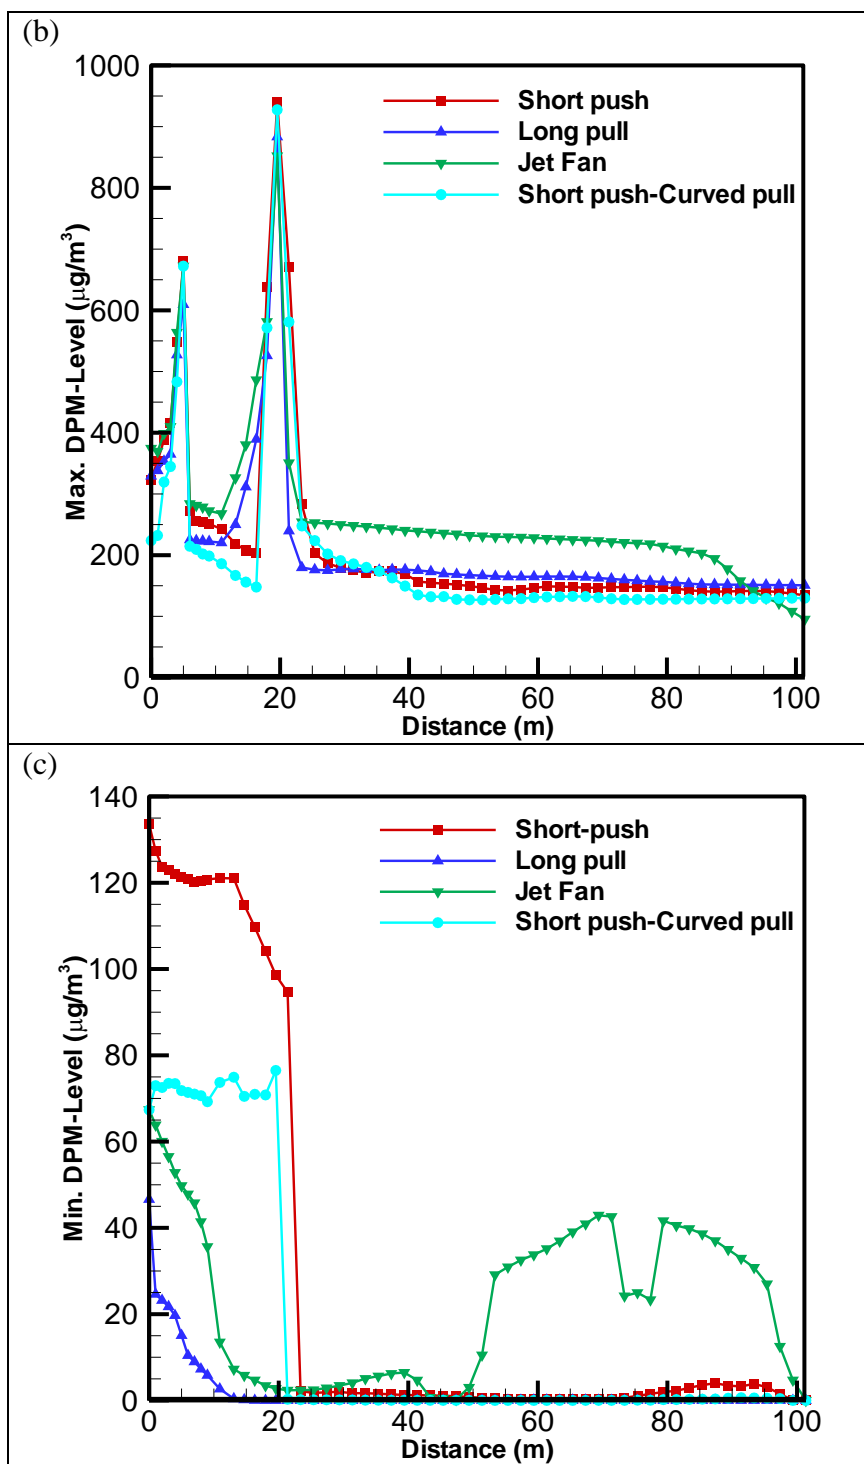 (b)
1000
800
600
400
200
0
Max. DPM-Level (μg/m³)
Short push
Long pull
Jet Fan
Short push-Curved pull
0 20 40 60 80 100
Distance (m)
(c)
140
120
100
80
60
40
20
0
Min. DPM-Level (μg/m³)
Short-push
Long pull
Jet Fan
Short push-Curved pull
0 20 40 60 80 100
Distance (m)